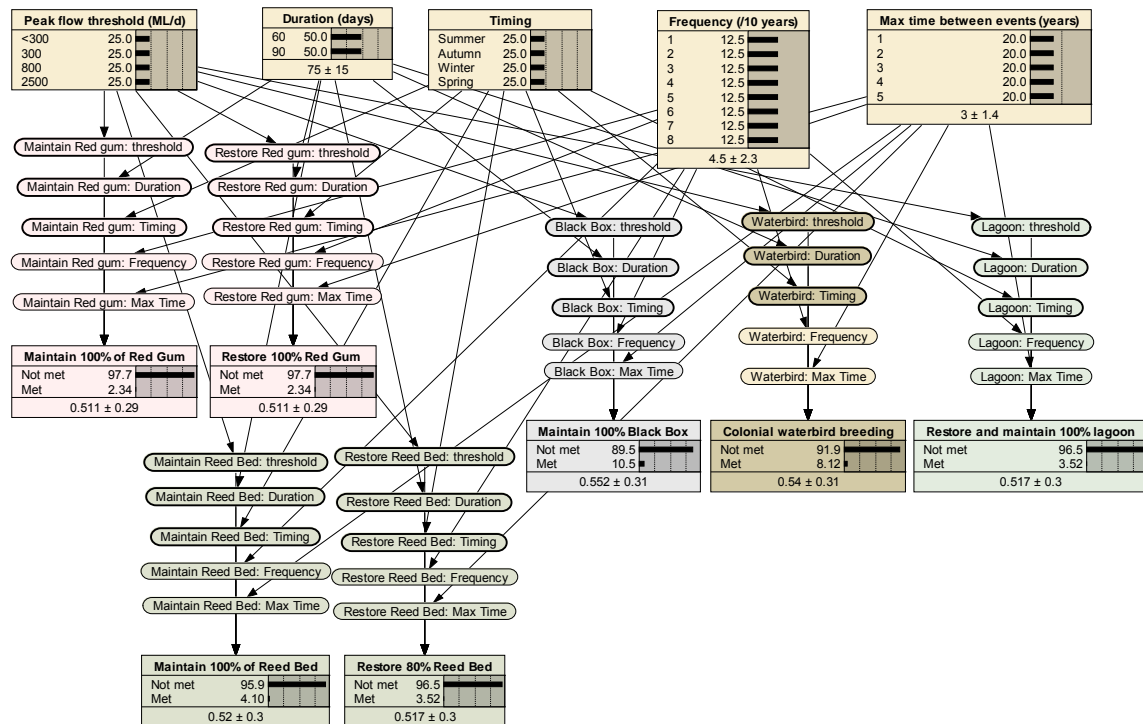 Peak flow threshold (ML/d)
<300 25.0
300 25.0
800 25.0
2500 25.0
Duration (days)
60 50.0
90 50.0
75 ± 15
Timing
Summer 25.0
Autumn 25.0
Winter 25.0
Spring 25.0
Frequency (/10 years)
1 12.5
2 12.5
3 12.5
4 12.5
5 12.5
6 12.5
7 12.5
8 12.5
4.5 ± 2.3
Max time between events (years)
1 20.0
2 20.0
3 20.0
4 20.0
5 20.0
3 ± 1.4
Maintain Red gum: threshold
Maintain Red gum: Duration
Maintain Red gum: Timing
Maintain Red gum: Frequency
Maintain Red gum: Max Time
Restore Red gum: threshold
Restore Red gum: Duration
Restore Red gum: Timing
Restore Red gum: Frequency
Restore Red gum: Max Time
Black Box: threshold
Black Box: Duration
Black Box: Timing
Black Box: Frequency
Black Box: Max Time
Waterbird: threshold
Waterbird: Duration
Waterbird: Timing
Waterbird: Frequency
Waterbird: Max Time
Lagoon: threshold
Lagoon: Duration
Lagoon: Timing
Lagoon: Frequency
Lagoon: Max Time
Maintain 100% of Red Gum
Not met 97.7
Met 2.34
0.511 ± 0.29
Restore 100% Red Gum
Not met 97.7
Met 2.34
0.511 ± 0.29
Maintain 100% Black Box
Not met 89.5
Met 10.5
0.552 ± 0.31
Colonial waterbird breeding
Not met 91.9
Met 8.12
0.54 ± 0.31
Restore and maintain 100% lagoon
Not met 96.5
Met 3.52
0.517 ± 0.3
Maintain Reed Bed: threshold
Maintain Reed Bed: Duration
Maintain Reed Bed: Timing
Maintain Reed Bed: Frequency
Maintain Reed Bed: Max Time
Restore Reed Bed: threshold
Restore Reed Bed: Duration
Restore Reed Bed: Timing
Restore Reed Bed: Frequency
Restore Reed Bed: Max Time
Maintain 100% of Reed Bed
Not met 95.9
Met 4.10
0.52 ± 0.3
Restore 80% Reed Bed
Not met 96.5
Met 3.52
0.517 ± 0.3